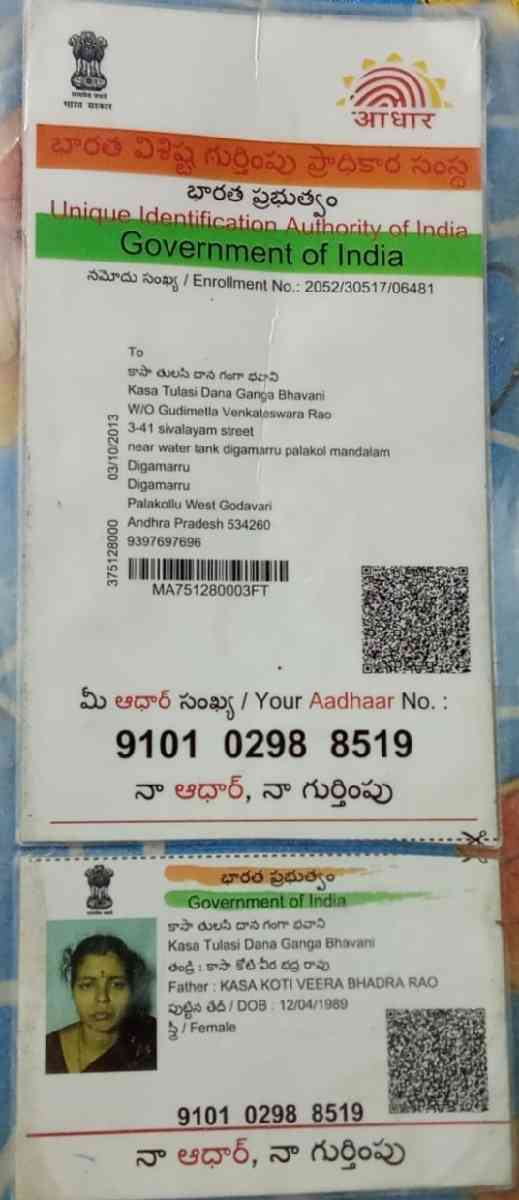 सत्यमेव जयते
भारत सरकार
आधार
భారత విశిష్ట గుర్తింపు ప్రాధికార సంస్థ
భారత ప్రభుత్వం
Unique Identification Authority of India
Government of India
నమోదు సంఖ్య / Enrollment No.: 2052/30517/06481
To
కాసా తులసి దాన గంగా భవాని
Kasa Tulasi Dana Ganga Bhavani
W/O Gudimella Venkateswara Rao
3-41 sivalayam street
near water tank digamarru palakol mandalam
Digamarru
Digamarru
Palakollu West Godavari
Andhra Pradesh 534260
9397697696
375128000 03/10/2013
MA751280003FT
మీ ఆధార్ సంఖ్య / Your Aadhaar No. :
9101 0298 8519
నా ఆధార్, నా గుర్తింపు
భారత ప్రభుత్వం
Government of India
కాసా తులసి దాన గంగా భవాని
Kasa Tulasi Dana Ganga Bhavani
తండ్రి : కాసా కోటి వీర భద్ర రావు
Father : KASA KOTI VEERA BHADRA RAO
పుట్టిన తేదీ / DOB : 12/04/1989
స్త్రీ / Female
9101 0298 8519
నా ఆధార్, నా గుర్తింపు